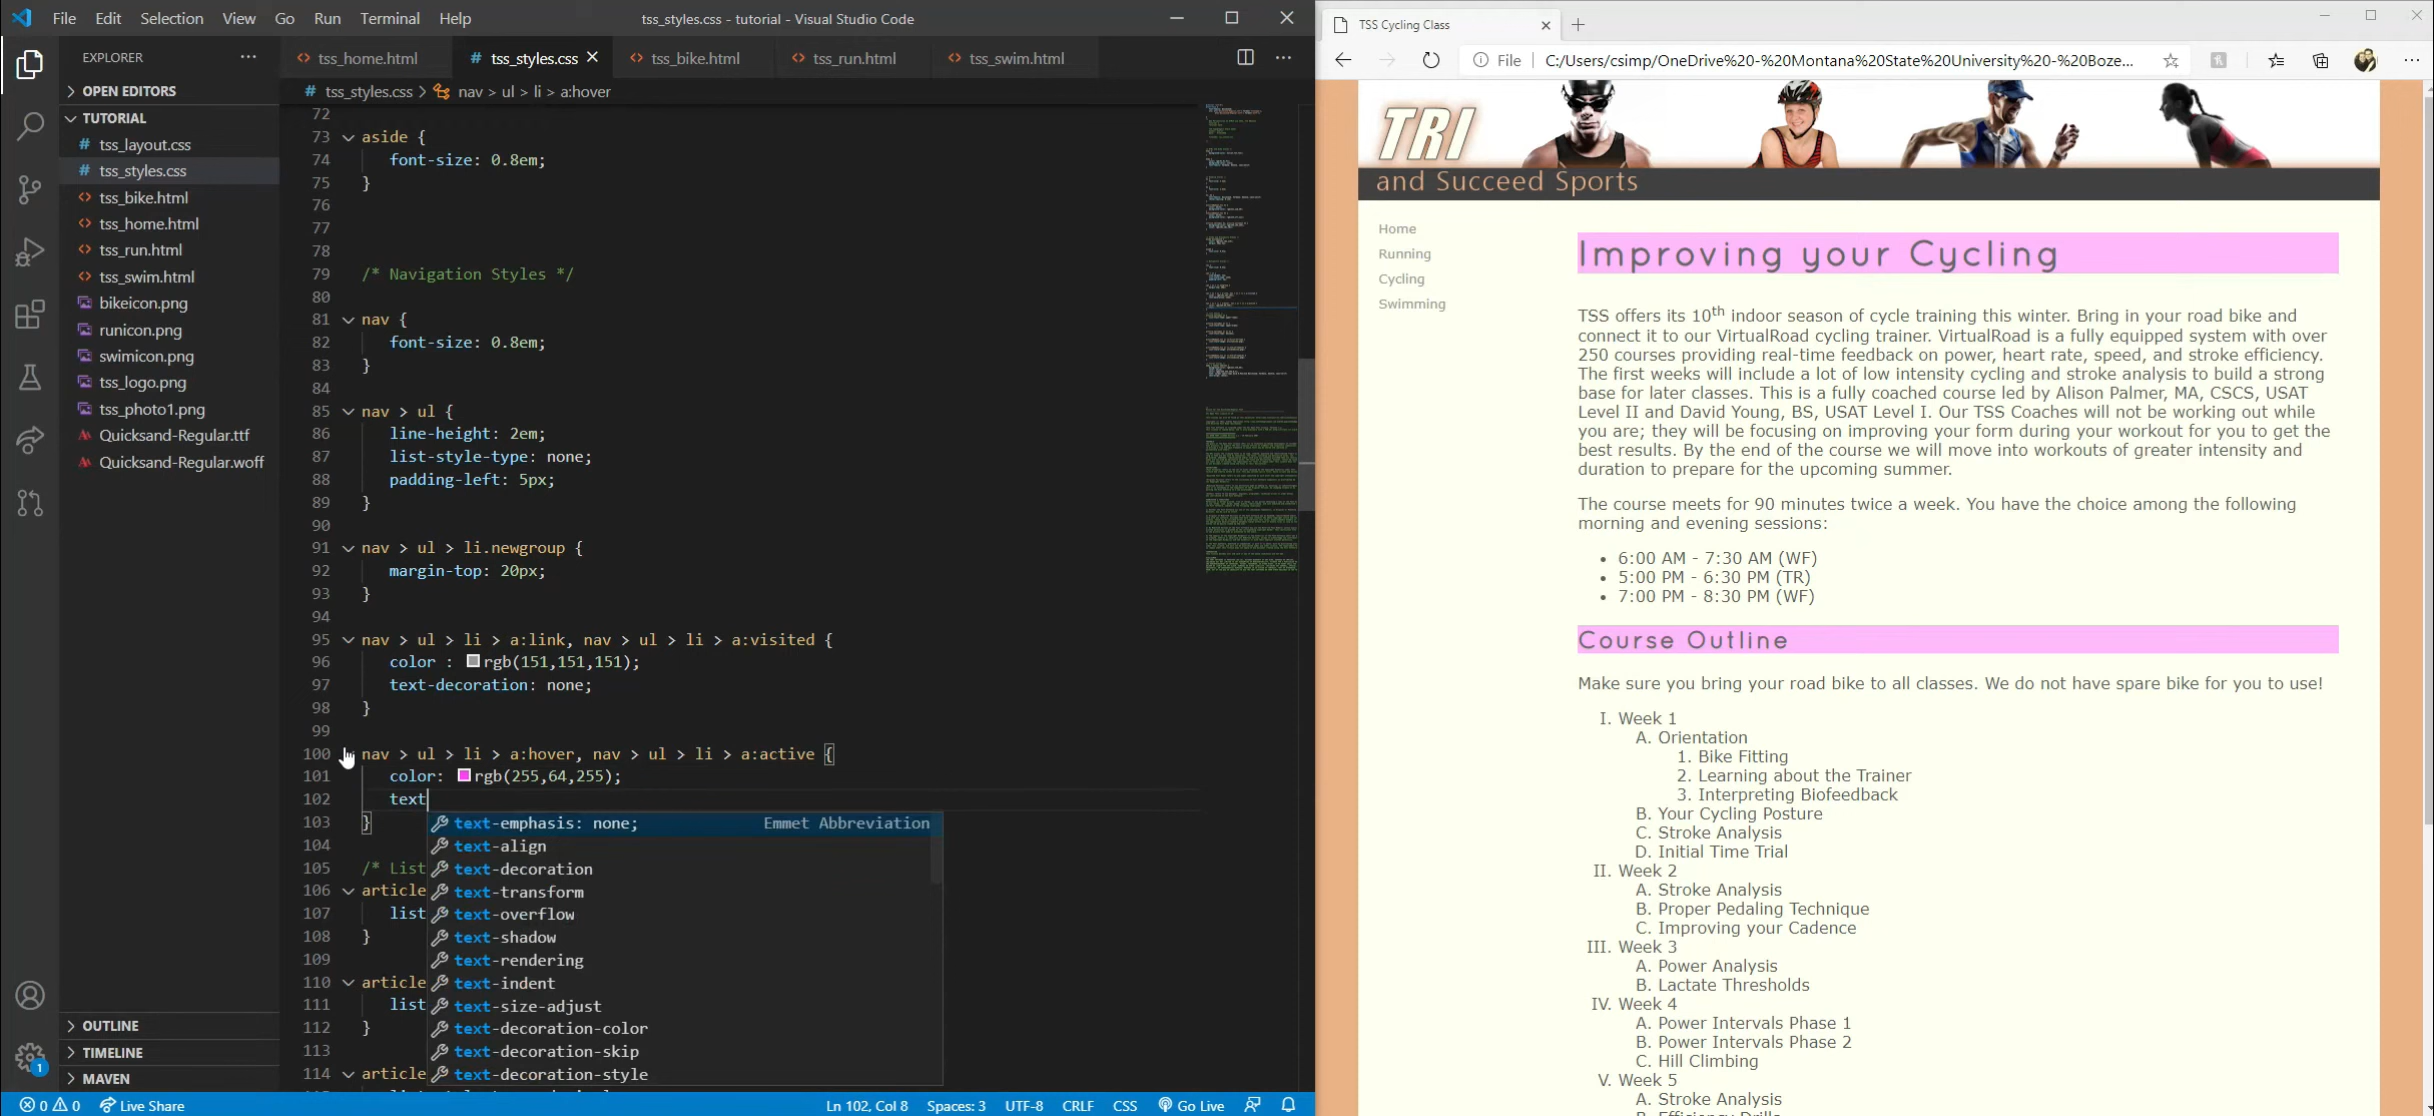 File Edit Selection View Go Run Terminal Help
tss_styles.css - tutorial - Visual Studio Code
EXPLORER
tss_home.html
# tss_styles.css
tss_bike.html
tss_run.html
tss_swim.html
OPEN EDITORS
TUTORIAL
# tss_layout.css
# tss_styles.css
tss_bike.html
tss_home.html
tss_run.html
tss_swim.html
bikeicon.png
runicon.png
swimicon.png
tss_logo.png
tss_photo1.png
Quicksand-Regular.ttf
Quicksand-Regular.woff
OUTLINE
TIMELINE
MAVEN
# tss_styles.css > nav > ul > li > a:hover
72
73 aside {
74 font-size: 0.8em;
75 }
76
77
78
79 /* Navigation Styles */
80
81 nav {
82 font-size: 0.8em;
83 }
84
85 nav > ul {
86 line-height: 2em;
87 list-style-type: none;
88 padding-left: 5px;
89 }
90
91 nav > ul > li.newgroup {
92 margin-top: 20px;
93 }
94
95 nav > ul > li > a:link, nav > ul > li > a:visited {
96 color : rgb(151,151,151);
97 text-decoration: none;
98 }
99
100 nav > ul > li > a:hover, nav > ul > li > a:active {
101 color: rgb(255,64,255);
102 text
103 }
104
105 /* List
106 article
107 list
108 }
109
110 article
111 list
112 }
113
114 article
text-emphasis: none; Emmet Abbreviation
text-align
text-decoration
text-transform
text-overflow
text-shadow
text-rendering
text-indent
text-size-adjust
text-decoration-color
text-decoration-skip
text-decoration-style
1
0 0 Live Share
Ln 102, Col 8 Spaces: 3 UTF-8 CRLF CSS Go Live
TSS Cycling Class
File C:/Users/csimp/OneDrive%20-%20Montana%20State%20University%20-%20Boze...
TRI
and Succeed Sports
Home
Running
Cycling
Swimming
Improving your Cycling
TSS offers its 10th indoor season of cycle training this winter. Bring in your road bike and
connect it to our VirtualRoad cycling trainer. VirtualRoad is a fully equipped system with over
250 courses providing real-time feedback on power, heart rate, speed, and stroke efficiency.
The first weeks will include a lot of low intensity cycling and stroke analysis to build a strong
base for later classes. This is a fully coached course led by Alison Palmer, MA, CSCS, USAT
Level II and David Young, BS, USAT Level I. Our TSS Coaches will not be working out while
you are; they will be focusing on improving your form during your workout for you to get the
best results. By the end of the course we will move into workouts of greater intensity and
duration to prepare for the upcoming summer.
The course meets for 90 minutes twice a week. You have the choice among the following
morning and evening sessions:
• 6:00 AM - 7:30 AM (WF)
• 5:00 PM - 6:30 PM (TR)
• 7:00 PM - 8:30 PM (WF)
Course Outline
Make sure you bring your road bike to all classes. We do not have spare bike for you to use!
I. Week 1
A. Orientation
1. Bike Fitting
2. Learning about the Trainer
3. Interpreting Biofeedback
B. Your Cycling Posture
C. Stroke Analysis
D. Initial Time Trial
II. Week 2
A. Stroke Analysis
B. Proper Pedaling Technique
C. Improving your Cadence
III. Week 3
A. Power Analysis
B. Lactate Thresholds
IV. Week 4
A. Power Intervals Phase 1
B. Power Intervals Phase 2
C. Hill Climbing
V. Week 5
A. Stroke Analysis